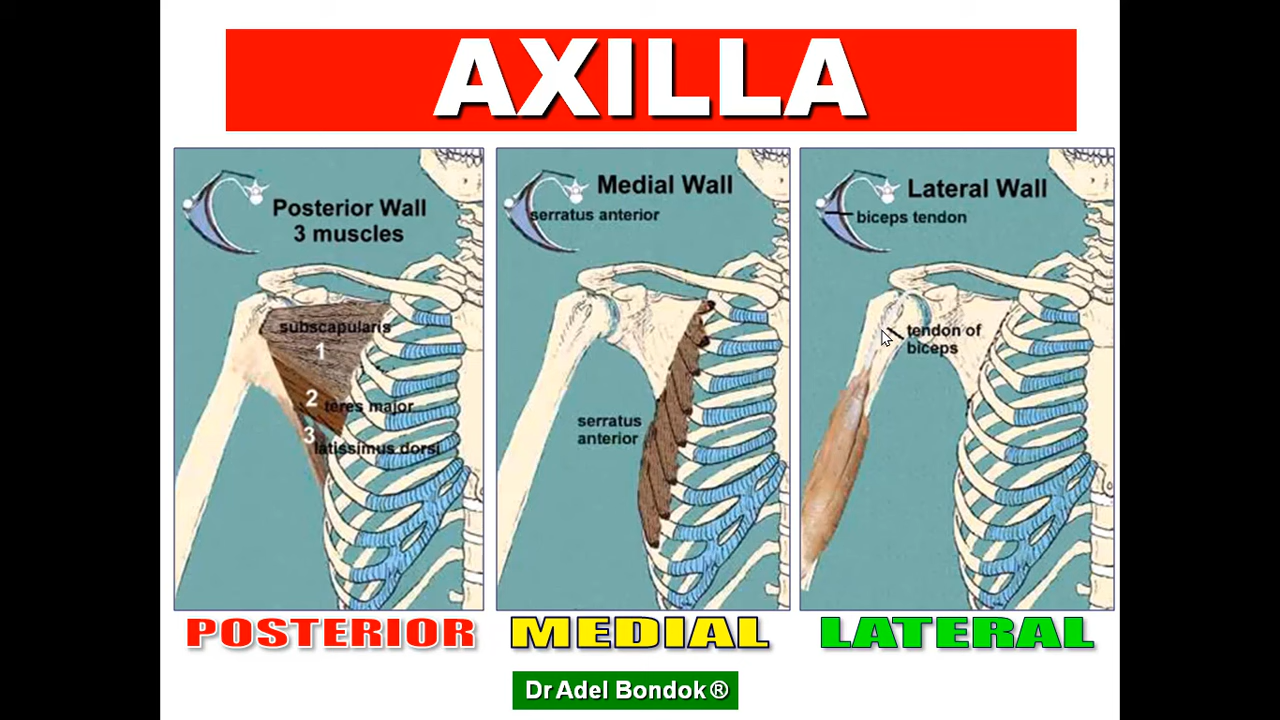 AXILLA
Posterior Wall
3 muscles
subscapularis
1
2 teres major
3
latissimus dorsi
Medial Wall
serratus anterior
serratus
anterior
Lateral Wall
biceps tendon
tendon of
biceps
POSTERIOR
MEDIAL
LATERAL
Dr Adel Bondok ®